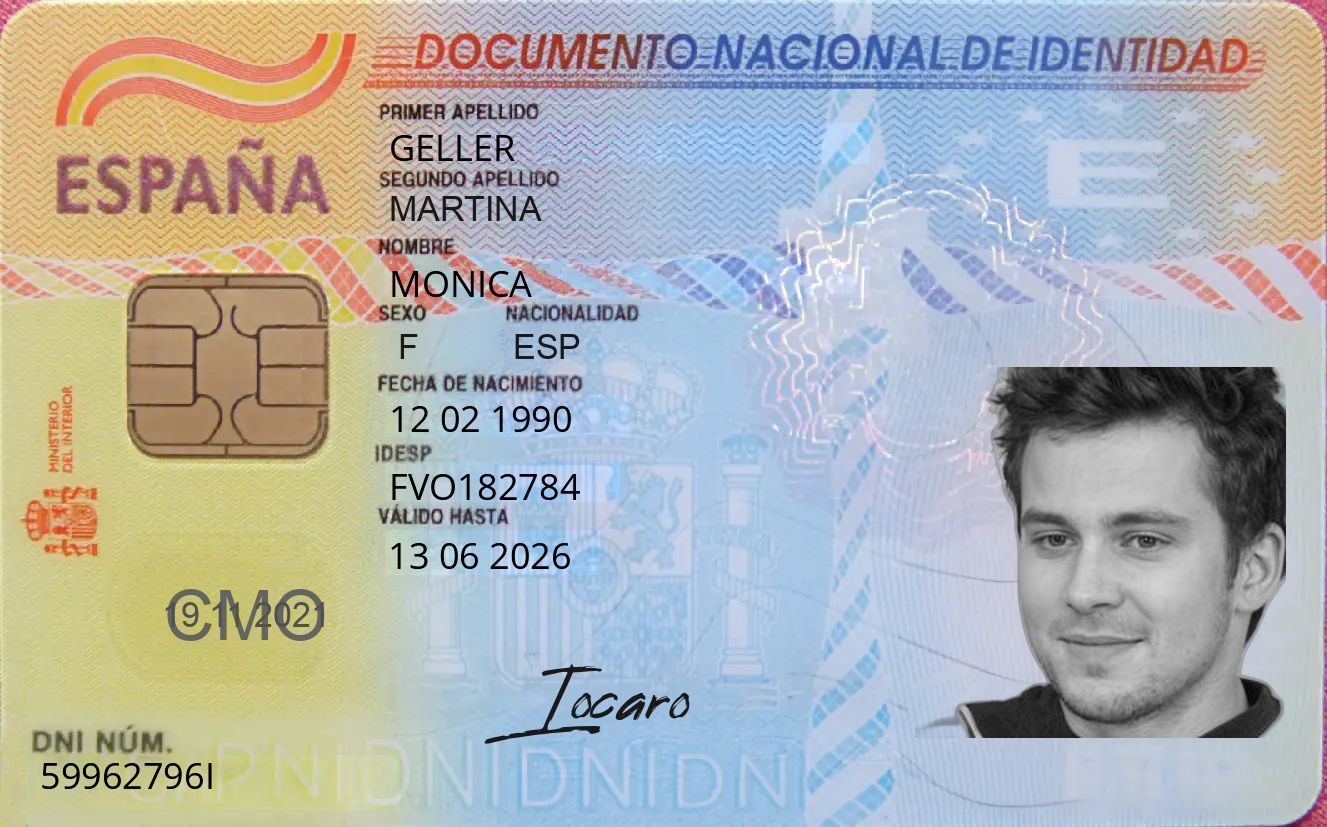 DOCUMENTO NACIONAL DE IDENTIDAD
ESPAÑA
PRIMER APELLIDO
GELLER
SEGUNDO APELLIDO
MARTINA
NOMBRE
MONICA
SEXO NACIONALIDAD
F ESP
FECHA DE NACIMIENTO
12 02 1990
IDESP
FVO182784
VÁLIDO HASTA
13 06 2026
MINISTERIO
DEL INTERIOR
E
CMO
19 11 2021
Iocaro
DNI NÚM.
59962796I
DNIDNIDNIDNI